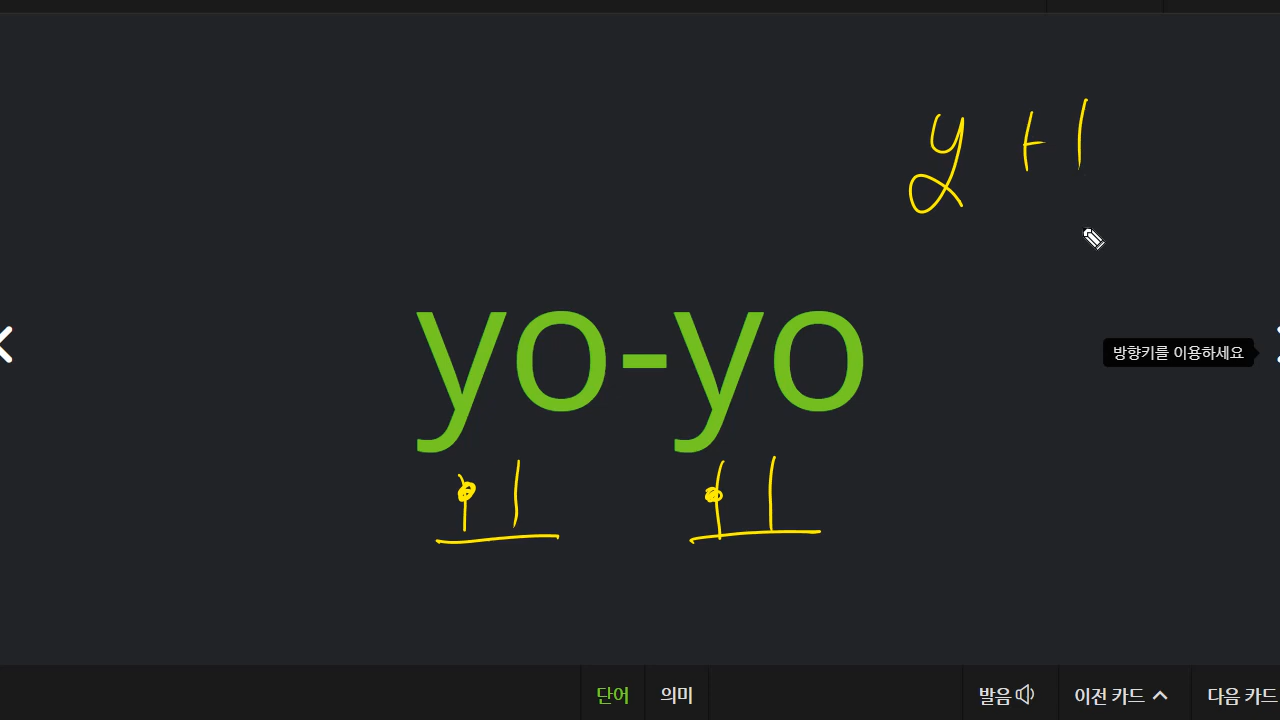 y
yo-yo
방향키를 이용하세요
단어 의미 발음 이전 카드 다음 카드